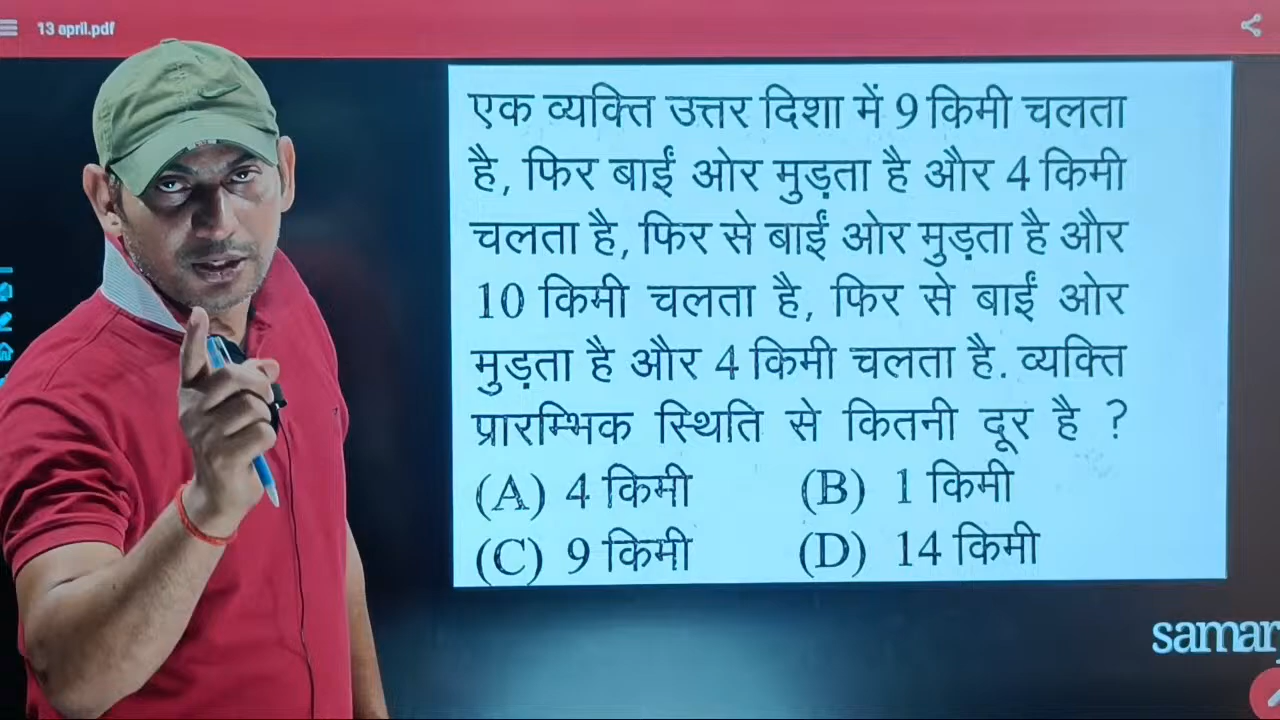 13 april.pdf
एक व्यक्ति उत्तर दिशा में 9 किमी चलता
है, फिर बाईं ओर मुड़ता है और 4 किमी
चलता है, फिर से बाईं ओर मुड़ता है और
10 किमी चलता है, फिर से बाईं ओर
मुड़ता है और 4 किमी चलता है. व्यक्ति
प्रारम्भिक स्थिति से कितनी दूर है ?
(A) 4 किमी (B) 1 किमी
(C) 9 किमी (D) 14 किमी